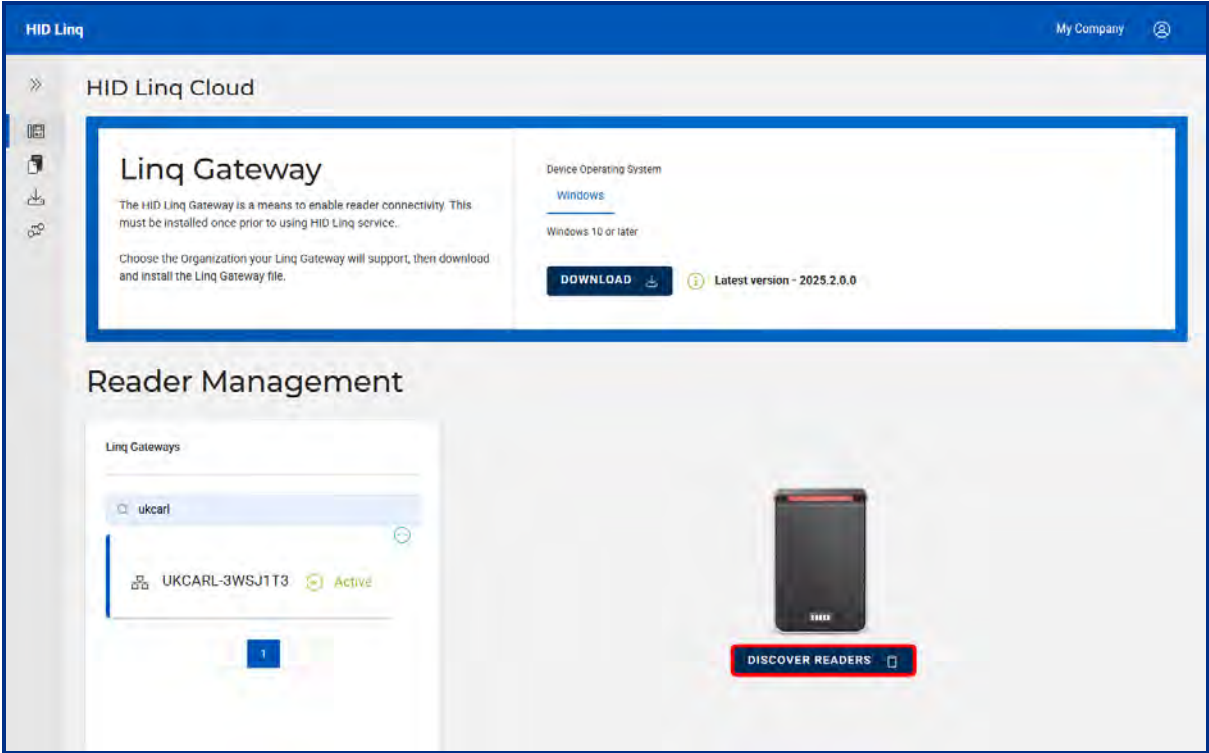 HID Linq
My Company
HID Linq Cloud
Linq Gateway
The HID Linq Gateway is a means to enable reader connectivity. This
must be installed once prior to using HID Linq service.
Choose the Organization your Linq Gateway will support, then download
and install the Linq Gateway file.
Device Operating System
Windows
Windows 10 or later
DOWNLOAD
Latest version - 2025.2.0.0
Reader Management
Linq Gateways
ukcarl
UKCARL-3WSJ1T3
Active
1
HID
DISCOVER READERS